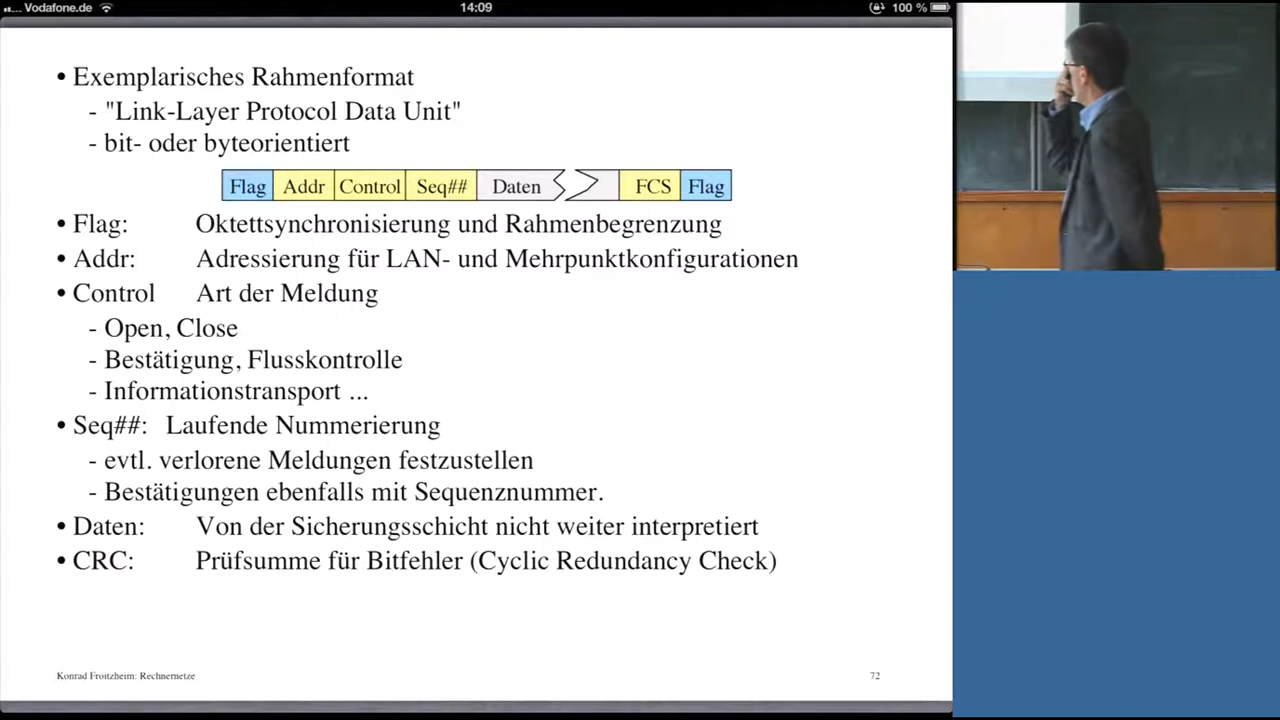 Vodafone.de
14:09
100 %
• Exemplarisches Rahmenformat
- "Link-Layer Protocol Data Unit"
- bit- oder byteorientiert
Flag Addr Control Seq## Daten FCS Flag
• Flag: Oktettsynchronisierung und Rahmenbegrenzung
• Addr: Adressierung für LAN- und Mehrpunktkonfigurationen
• Control Art der Meldung
- Open, Close
- Bestätigung, Flusskontrolle
- Informationstransport ...
• Seq##: Laufende Nummerierung
- evtl. verlorene Meldungen festzustellen
- Bestätigungen ebenfalls mit Sequenznummer.
• Daten: Von der Sicherungsschicht nicht weiter interpretiert
• CRC: Prüfsumme für Bitfehler (Cyclic Redundancy Check)
Konrad Froitzheim: Rechnernetze
72